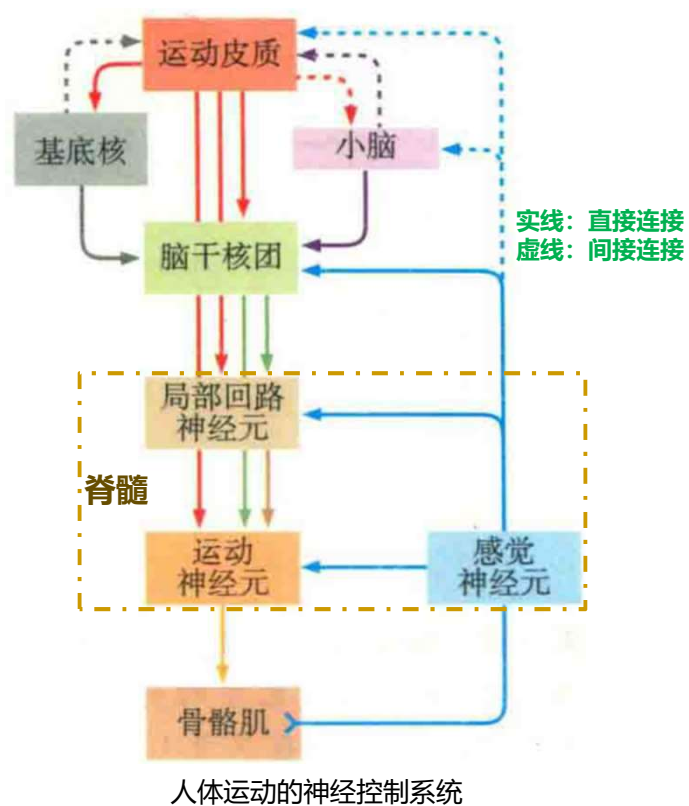 运动皮质
基底核
小脑
脑干核团
实线：直接连接
虚线：间接连接
局部回路
神经元
脊髓
运动
神经元
感觉
神经元
骨骼肌
人体运动的神经控制系统